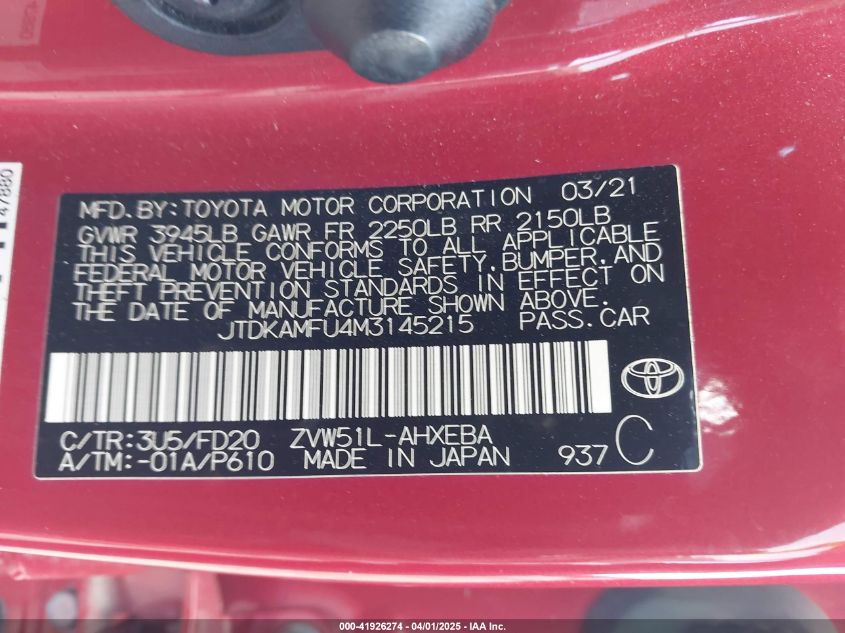 MFD. BY: TOYOTA MOTOR CORPORATION 03/21
GVWR 3945LB GAWR FR 2250LB RR 2150LB
THIS VEHICLE CONFORMS TO ALL APPLICABLE
FEDERAL MOTOR VEHICLE SAFETY, BUMPER, AND
THEFT PREVENTION STANDARDS IN EFFECT ON
THE DATE OF MANUFACTURE SHOWN ABOVE.
JTDKAMFU4M3145215 PASS. CAR
C/TR: 3U5/FD20 ZVW51L-AHXEBA
A/TM: -01A/P610 MADE IN JAPAN 937 C
47880
000-41926274 - 04/01/2025 - IAA Inc.